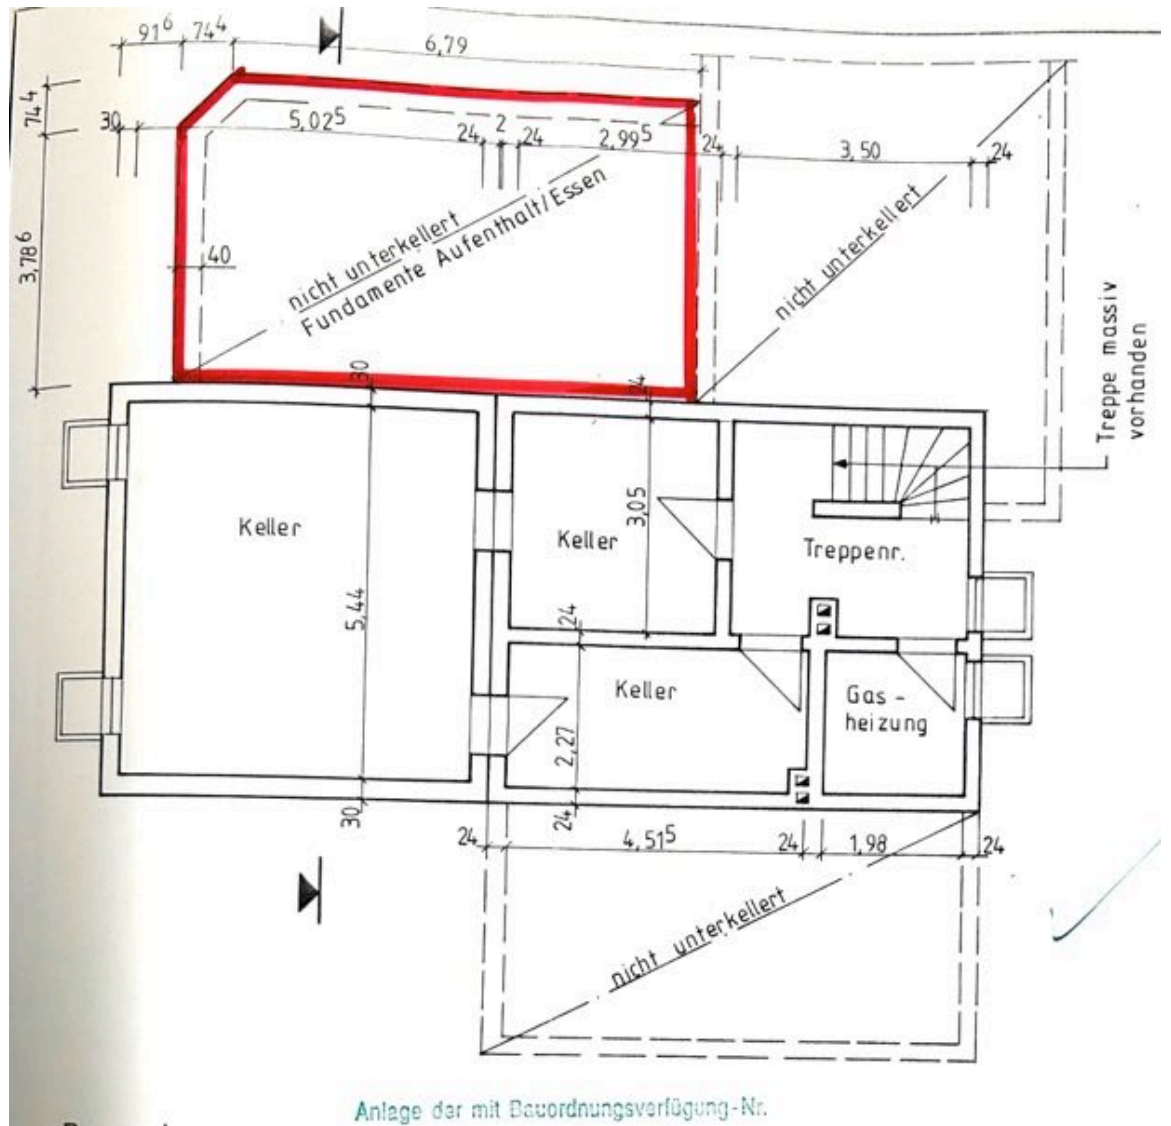 91⁶ 74⁴ 6,79
74⁴
30 5,02⁵ 24 2 24 2,99⁵ 24 3,50 24
3,78⁶
40
nicht unterkellert
Fundamente Aufenthalt/Essen
nicht unterkellert
Treppe massiv
vorhanden
30
24
Keller
5,44
Keller
3,05
Treppenr.
24
Keller
2,27
Gas-
heizung
30
24
24 4,51⁵ 24 1,98 24
nicht unterkellert
Anlage der mit Bauordnungsverfügung-Nr.